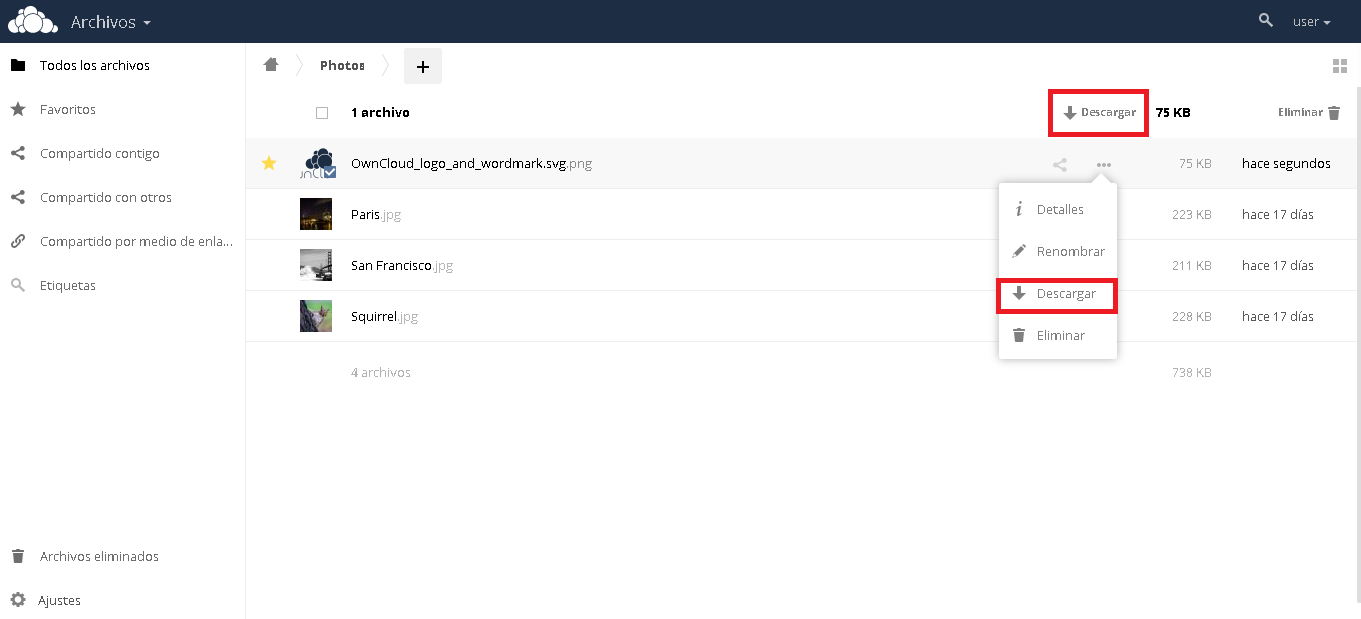 Archivos
user
Todos los archivos
Favoritos
Compartido contigo
Compartido con otros
Compartido por medio de enla...
Etiquetas
Archivos eliminados
Ajustes
Photos
+
1 archivo
Descargar
75 KB
Eliminar
OwnCloud_logo_and_wordmark.svg.png
75 KB
hace segundos
Paris.jpg
223 KB
hace 17 días
San Francisco.jpg
211 KB
hace 17 días
Squirrel.jpg
228 KB
hace 17 días
Detalles
Renombrar
Descargar
Eliminar
4 archivos
738 KB